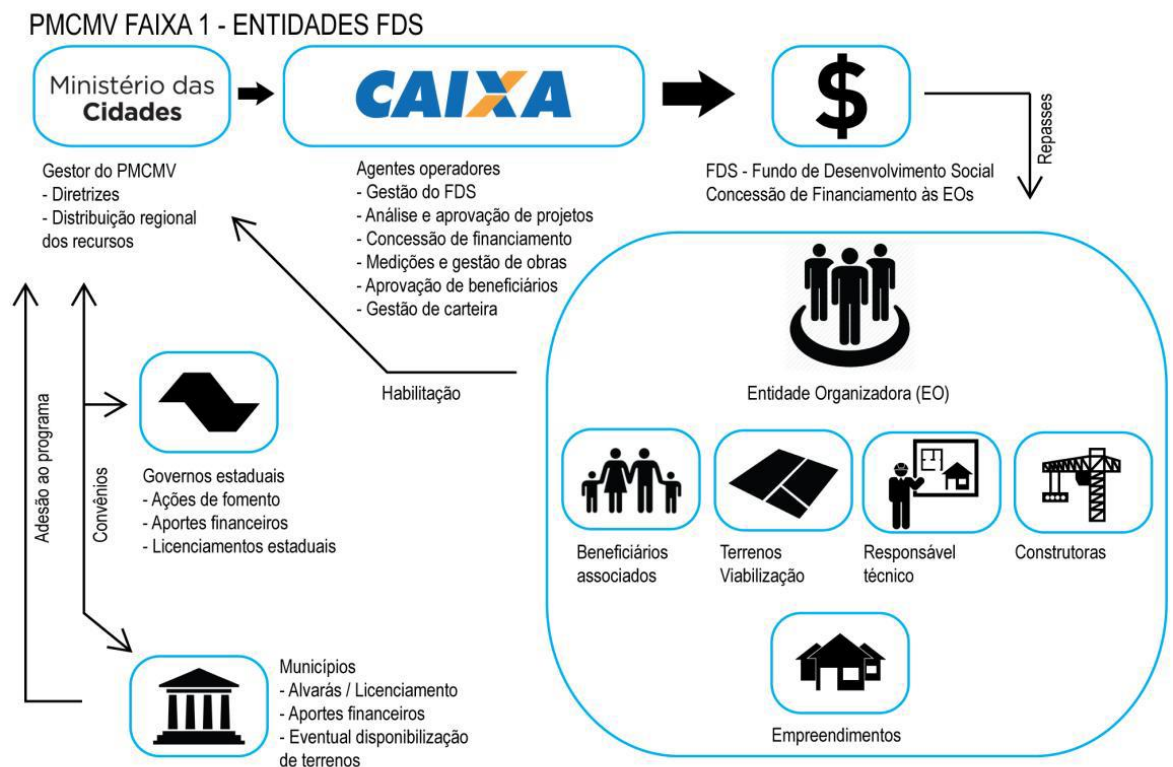 PMCMV FAIXA 1 - ENTIDADES FDS
Ministério das
Cidades
CAIXA
$
Gestor do PMCMV
- Diretrizes
- Distribuição regional
dos recursos
Agentes operadores
- Gestão do FDS
- Análise e aprovação de projetos
- Concessão de financiamento
- Medições e gestão de obras
- Aprovação de beneficiários
- Gestão de carteira
FDS - Fundo de Desenvolvimento Social
Concessão de Financiamento às EOs
Repasses
Habilitação
Adesão ao programa
Convênios
Governos estaduais
- Ações de fomento
- Aportes financeiros
- Licenciamentos estaduais
Municípios
- Alvarás / Licenciamento
- Aportes financeiros
- Eventual disponibilização
de terrenos
Entidade Organizadora (EO)
Beneficiários
associados
Terrenos
Viabilização
Responsável
técnico
Construtoras
Empreendimentos